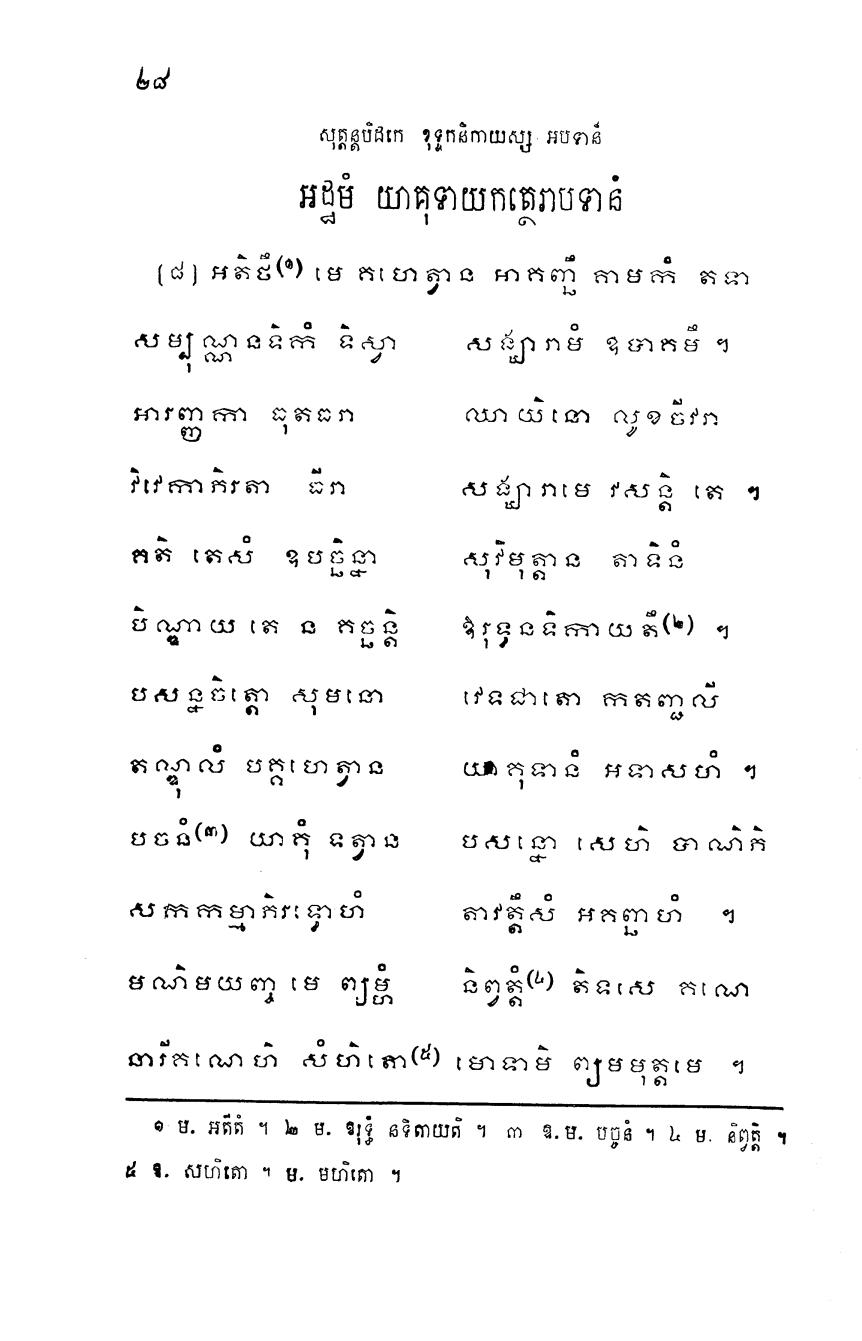 ២៨
សុត្តន្តបិដកេ ខុទ្ទកនិកាយស្ស អបទានំ
អដ្ឋមំ យាគុទាយកត្ថេរាបទានំ
(៨) អតិថឹ(១) មេ គហេត្វាន អាគញ្ឆឹ គាមកំ តទា
សម្បុណ្ណនទិកំ ទិស្វា សង្ឃារាមំ ឧបាគមឹ ។
អារញ្ញកា ធុតធរា ឈាយិនោ លូខចីវរា
វិវេកាភិរតា ធីរា សង្ឃារាមេ វសន្តិ តេ ។
គតិ តេសំ ឧបច្ឆិន្នា សុវិមុត្តាន តាទិនំ
បិណ្ឌាយ តេ ន គច្ឆន្តិ ឱរុទ្ធនទិកាយតឹ(២) ។
បសន្នចិត្តោ សុមនោ វេទជាតោ កតញ្ជលី
តណ្ឌុលំ បគ្គហេត្វាន យាគុទានំ អទាសហំ ។
បចនំ(៣) យាគុំ ទត្វាន បសន្នោ សេហិ បាណិភិ
សកកម្មាភិរទ្ធោហំ តាវត្តឹសំ អគញ្ឆហំ ។
មណិមយញ្ច មេ ព្យម្ហំ និព្វត្តំ(៤) តិទសេ គណេ
នារីគណេហិ សំហិតោ(៥) មោទាមិ ព្យមមុត្តមេ ។
១ ម. អតីតំ ។ ២ ម. ឱរុទ្ធំ នទិតាយតិ ។ ៣ ឱ.ម. បច្ចនំ ។ ៤ ម. និព្វត្តិ ។
៥ ឱ. សហិតោ ។ ម. មហិតោ ។